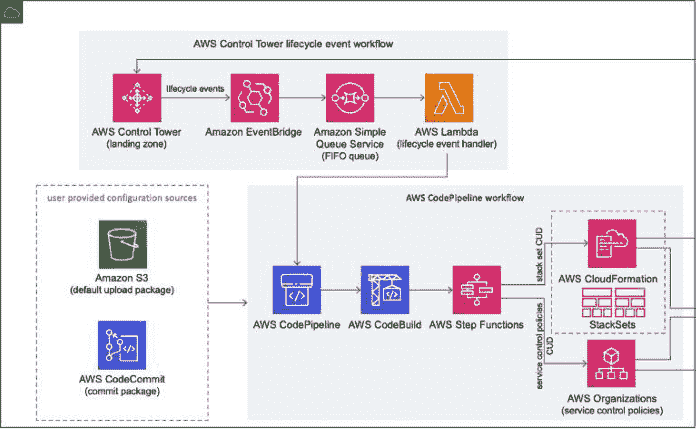 AWS Control Tower lifecycle event workflow
lifecycle events
AWS Control Tower
(landing zone)
Amazon EventBridge
Amazon Simple
Queue Service
(FIFO queue)
AWS Lambda
(lifecycle event handler)
user provided configuration sources
Amazon S3
(default upload package)
AWS CodeCommit
(commit package)
AWS CodePipeline workflow
AWS CodePipeline
AWS CodeBuild
AWS Step Functions
stack set CUD
service control policies
CUD
AWS CloudFormation
StackSets
AWS Organizations
(service control policies)